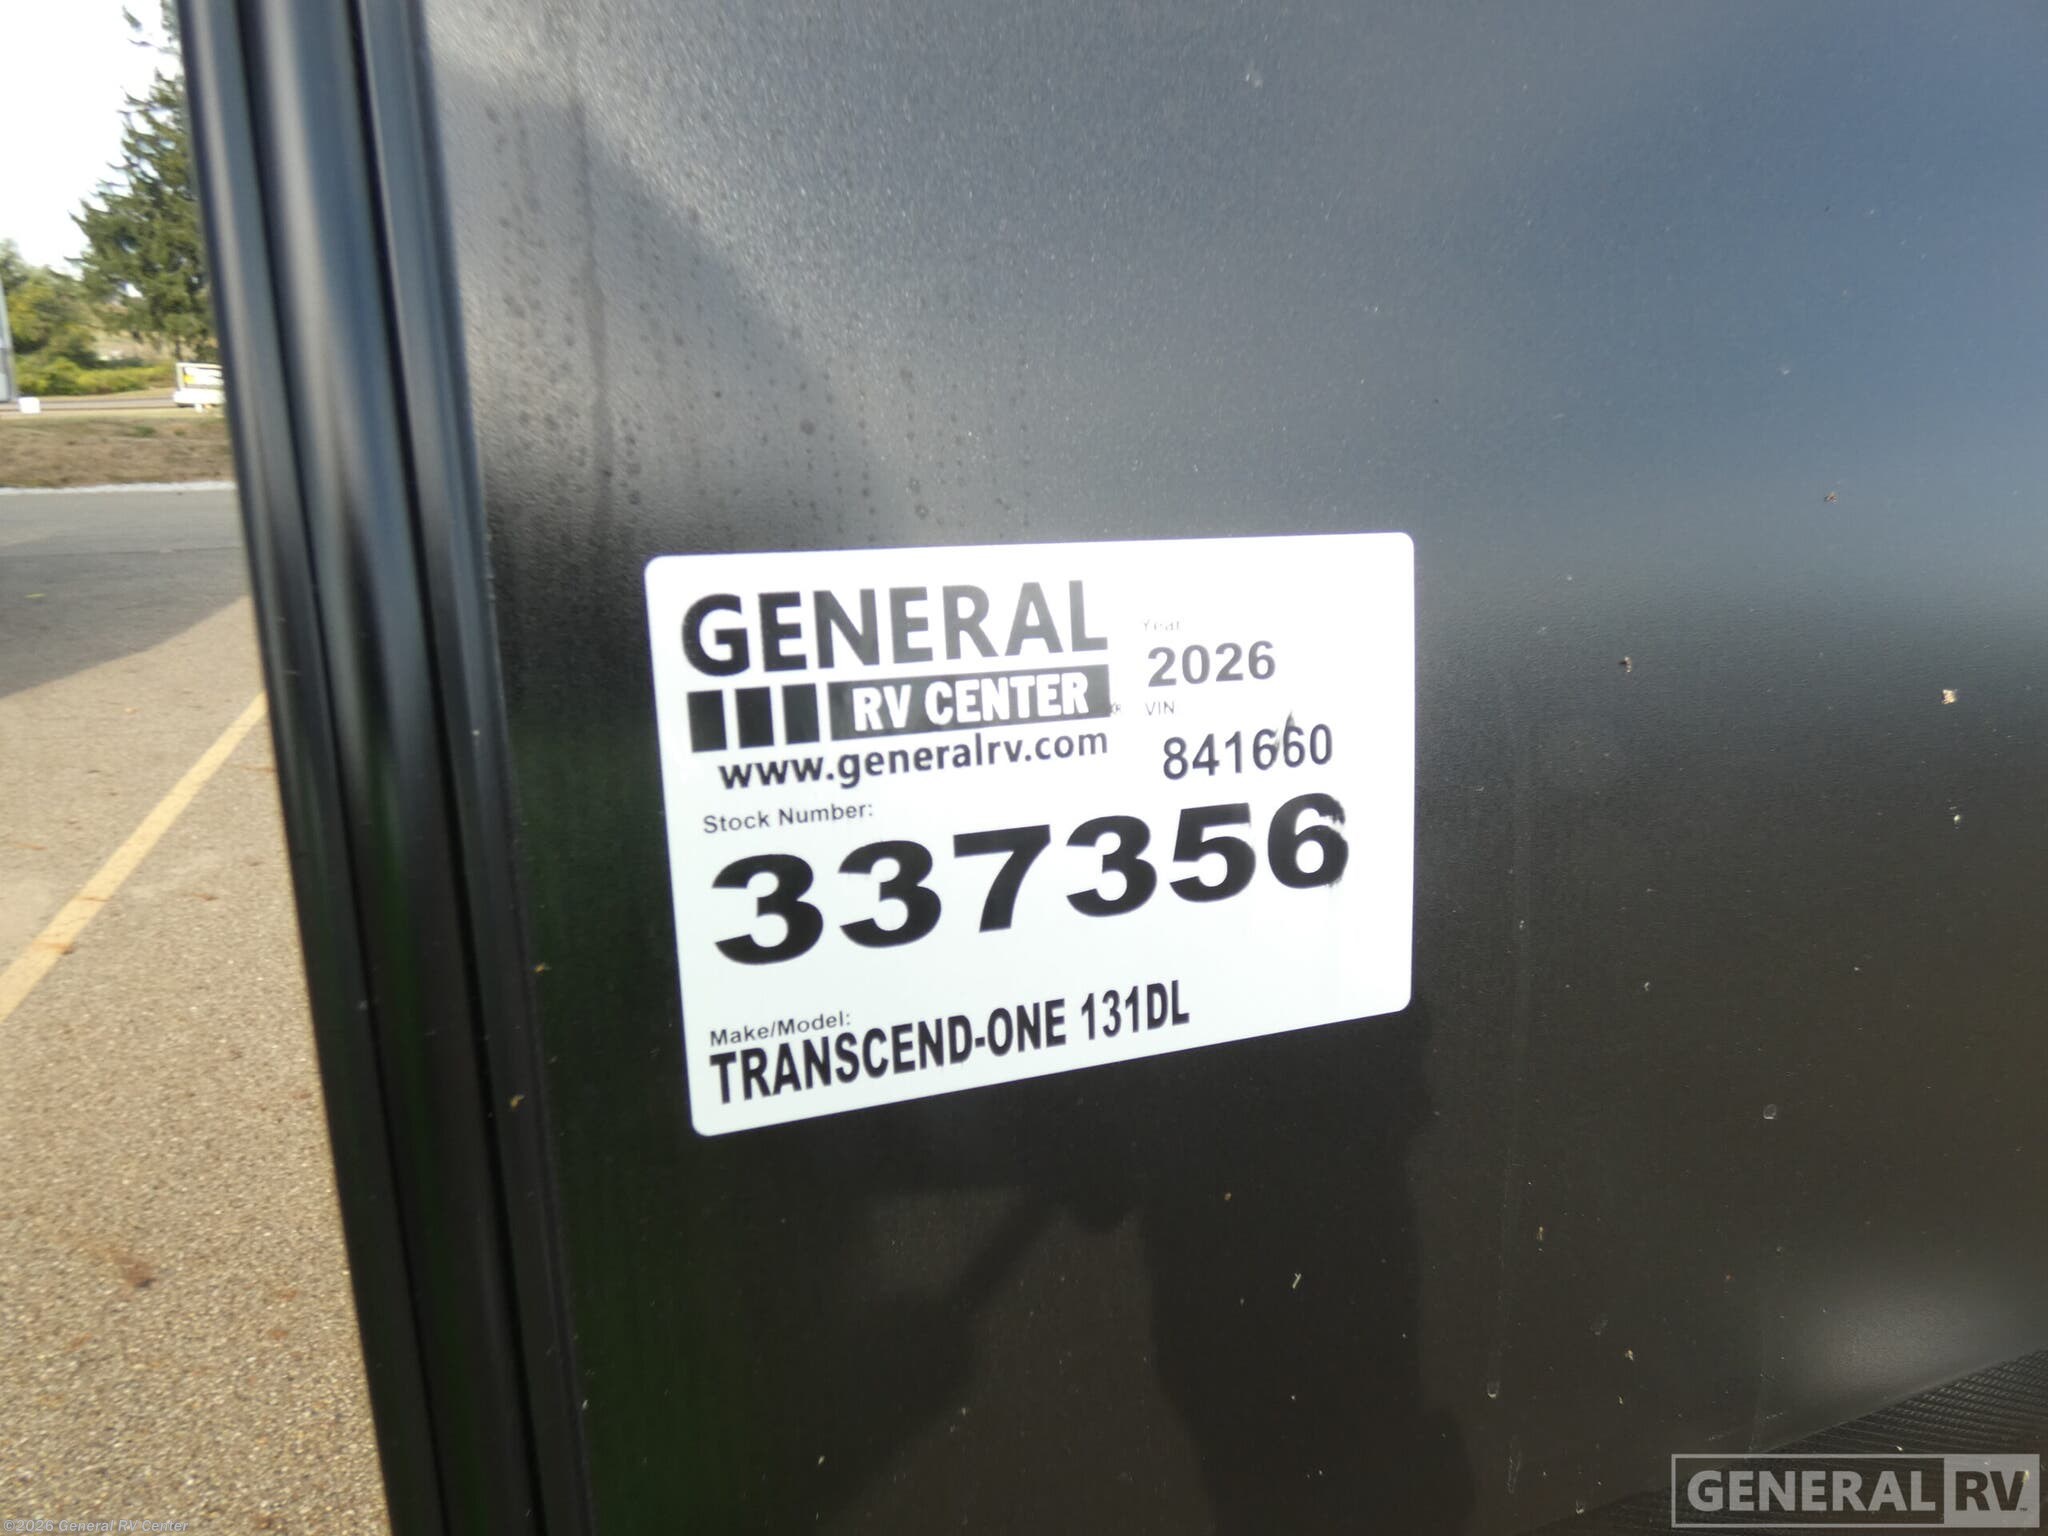 GENERAL
RV CENTER
www.generalrv.com
Year
2026
VIN
841660
Stock Number:
337356
Make/Model:
TRANSCEND-ONE 131DL
GENERAL RV
©2026 General RV Center